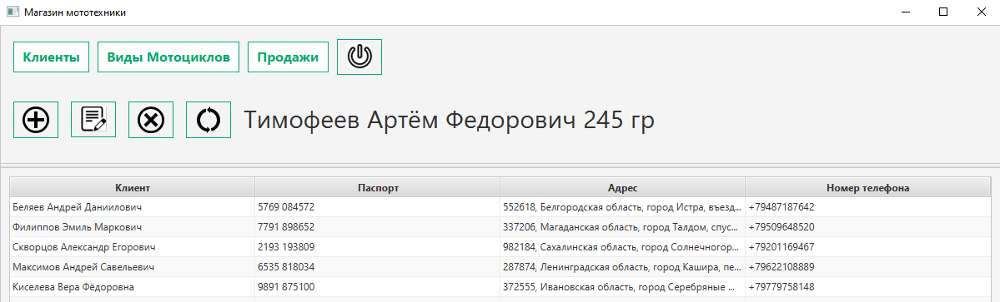 Магазин мототехники
Клиенты Виды Мотоциклов Продажи
Тимофеев Артём Федорович 245 гр
Клиент Паспорт Адрес Номер телефона
Беляев Андрей Даниилович 5769 084572 552618, Белгородская область, город Истра, въезд... +79487187642
Филиппов Эмиль Маркович 7791 898652 337206, Магаданская область, город Талдом, спус... +79509648520
Скворцов Александр Егорович 2193 193809 982184, Сахалинская область, город Солнечногор... +79201169467
Максимов Андрей Савельевич 6535 818034 287874, Ленинградская область, город Кашира, пе... +79622108889
Киселева Вера Фёдоровна 9891 875100 372555, Ивановская область, город Серебряные ... +79779758148